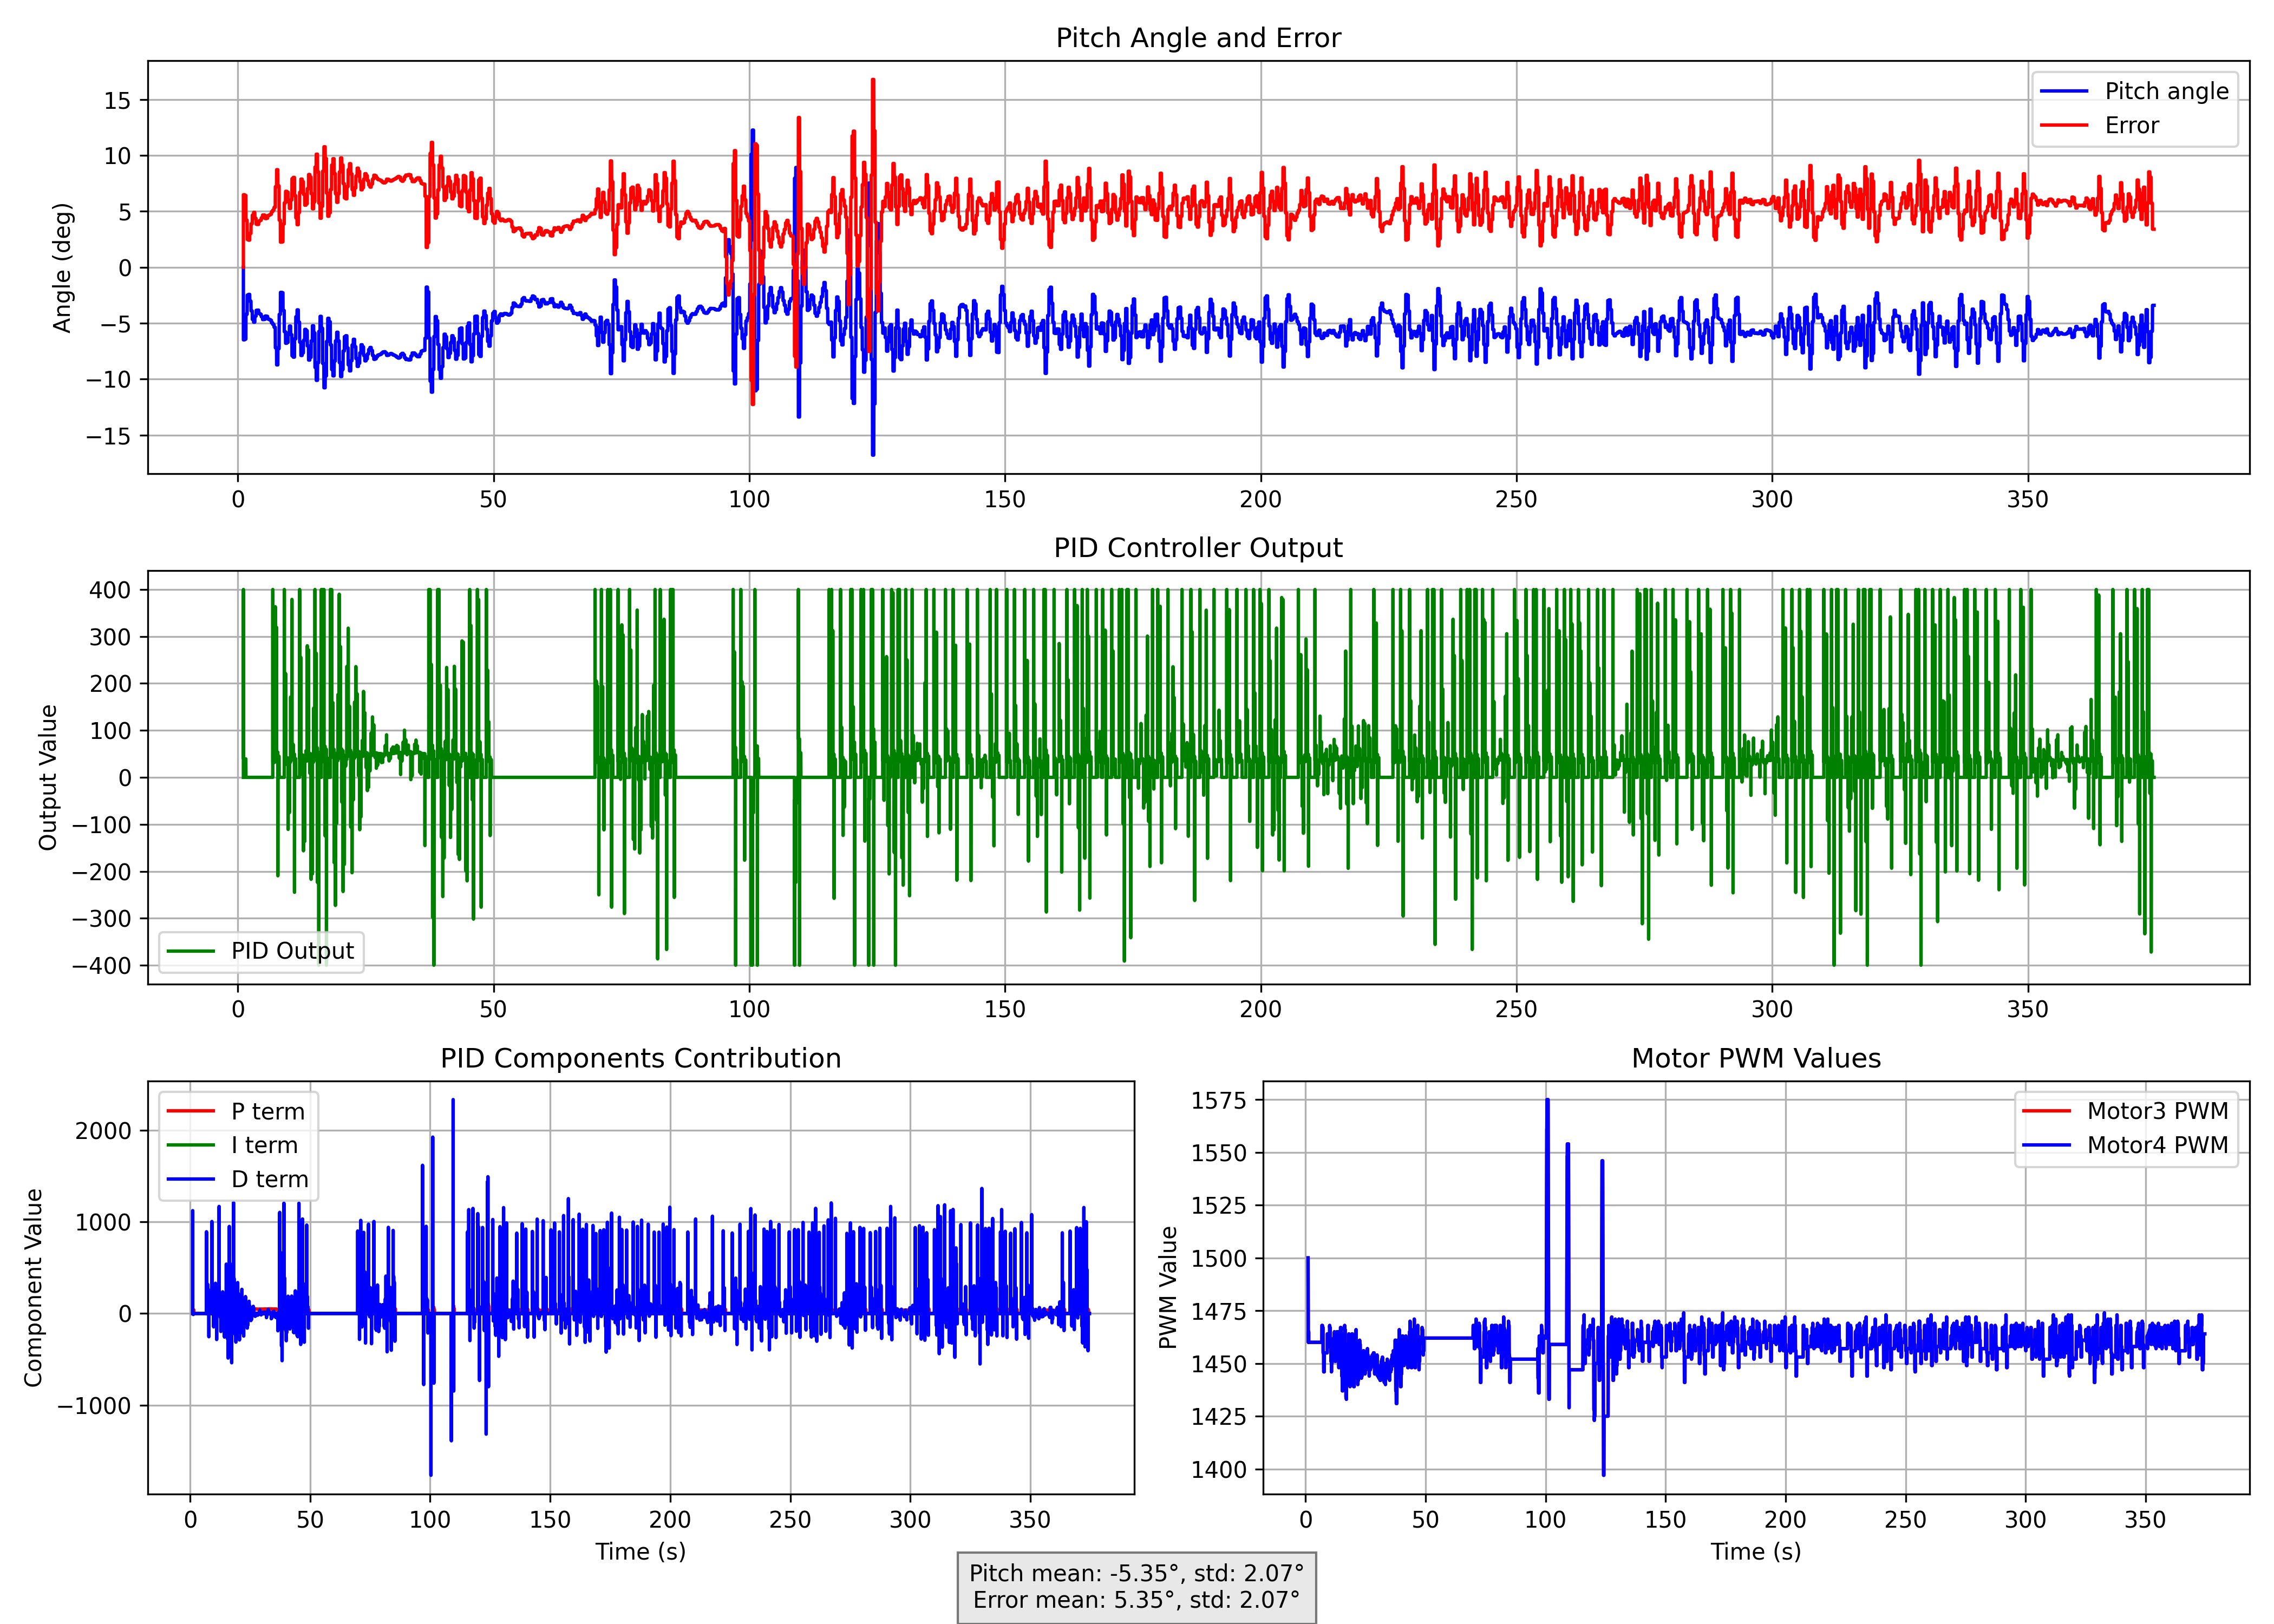 Pitch Angle and Error
Angle (deg)
15
10
5
0
−5
−10
−15
Pitch angle
Error
0 50 100 150 200 250 300 350
PID Controller Output
Output Value
400
300
200
100
0
−100
−200
−300
−400
PID Output
0 50 100 150 200 250 300 350
PID Components Contribution
Component Value
2000
1000
0
−1000
P term
I term
D term
0 50 100 150 200 250 300 350
Time (s)
Motor PWM Values
PWM Value
1575
1550
1525
1500
1475
1450
1425
1400
Motor3 PWM
Motor4 PWM
0 50 100 150 200 250 300 350
Time (s)
Pitch mean: -5.35°, std: 2.07°
Error mean: 5.35°, std: 2.07°